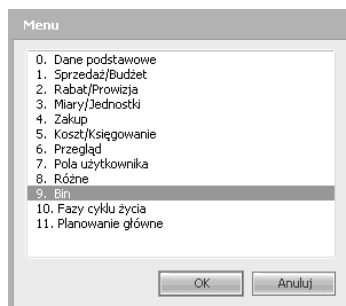 Menu
0. Dane podstawowe
1. Sprzedaż/Budżet
2. Rabat/Prowizja
3. Miary/Jednostki
4. Zakup
5. Koszt/Księgowanie
6. Przegląd
7. Pola użytkownika
8. Różne
9. Bin
10. Fazy cyklu życia
11. Planowanie główne
OK Anuluj